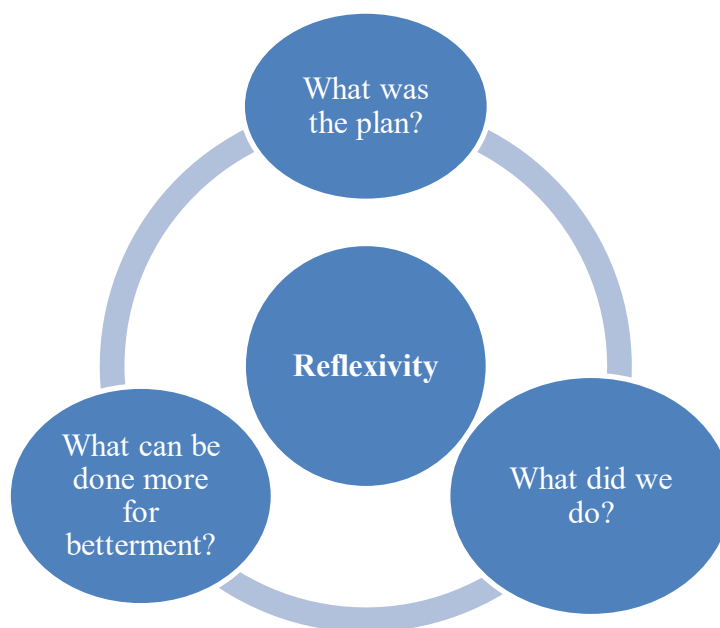 What was
the plan?
Reflexivity
What can be
done more
for
betterment?
What did we
do?